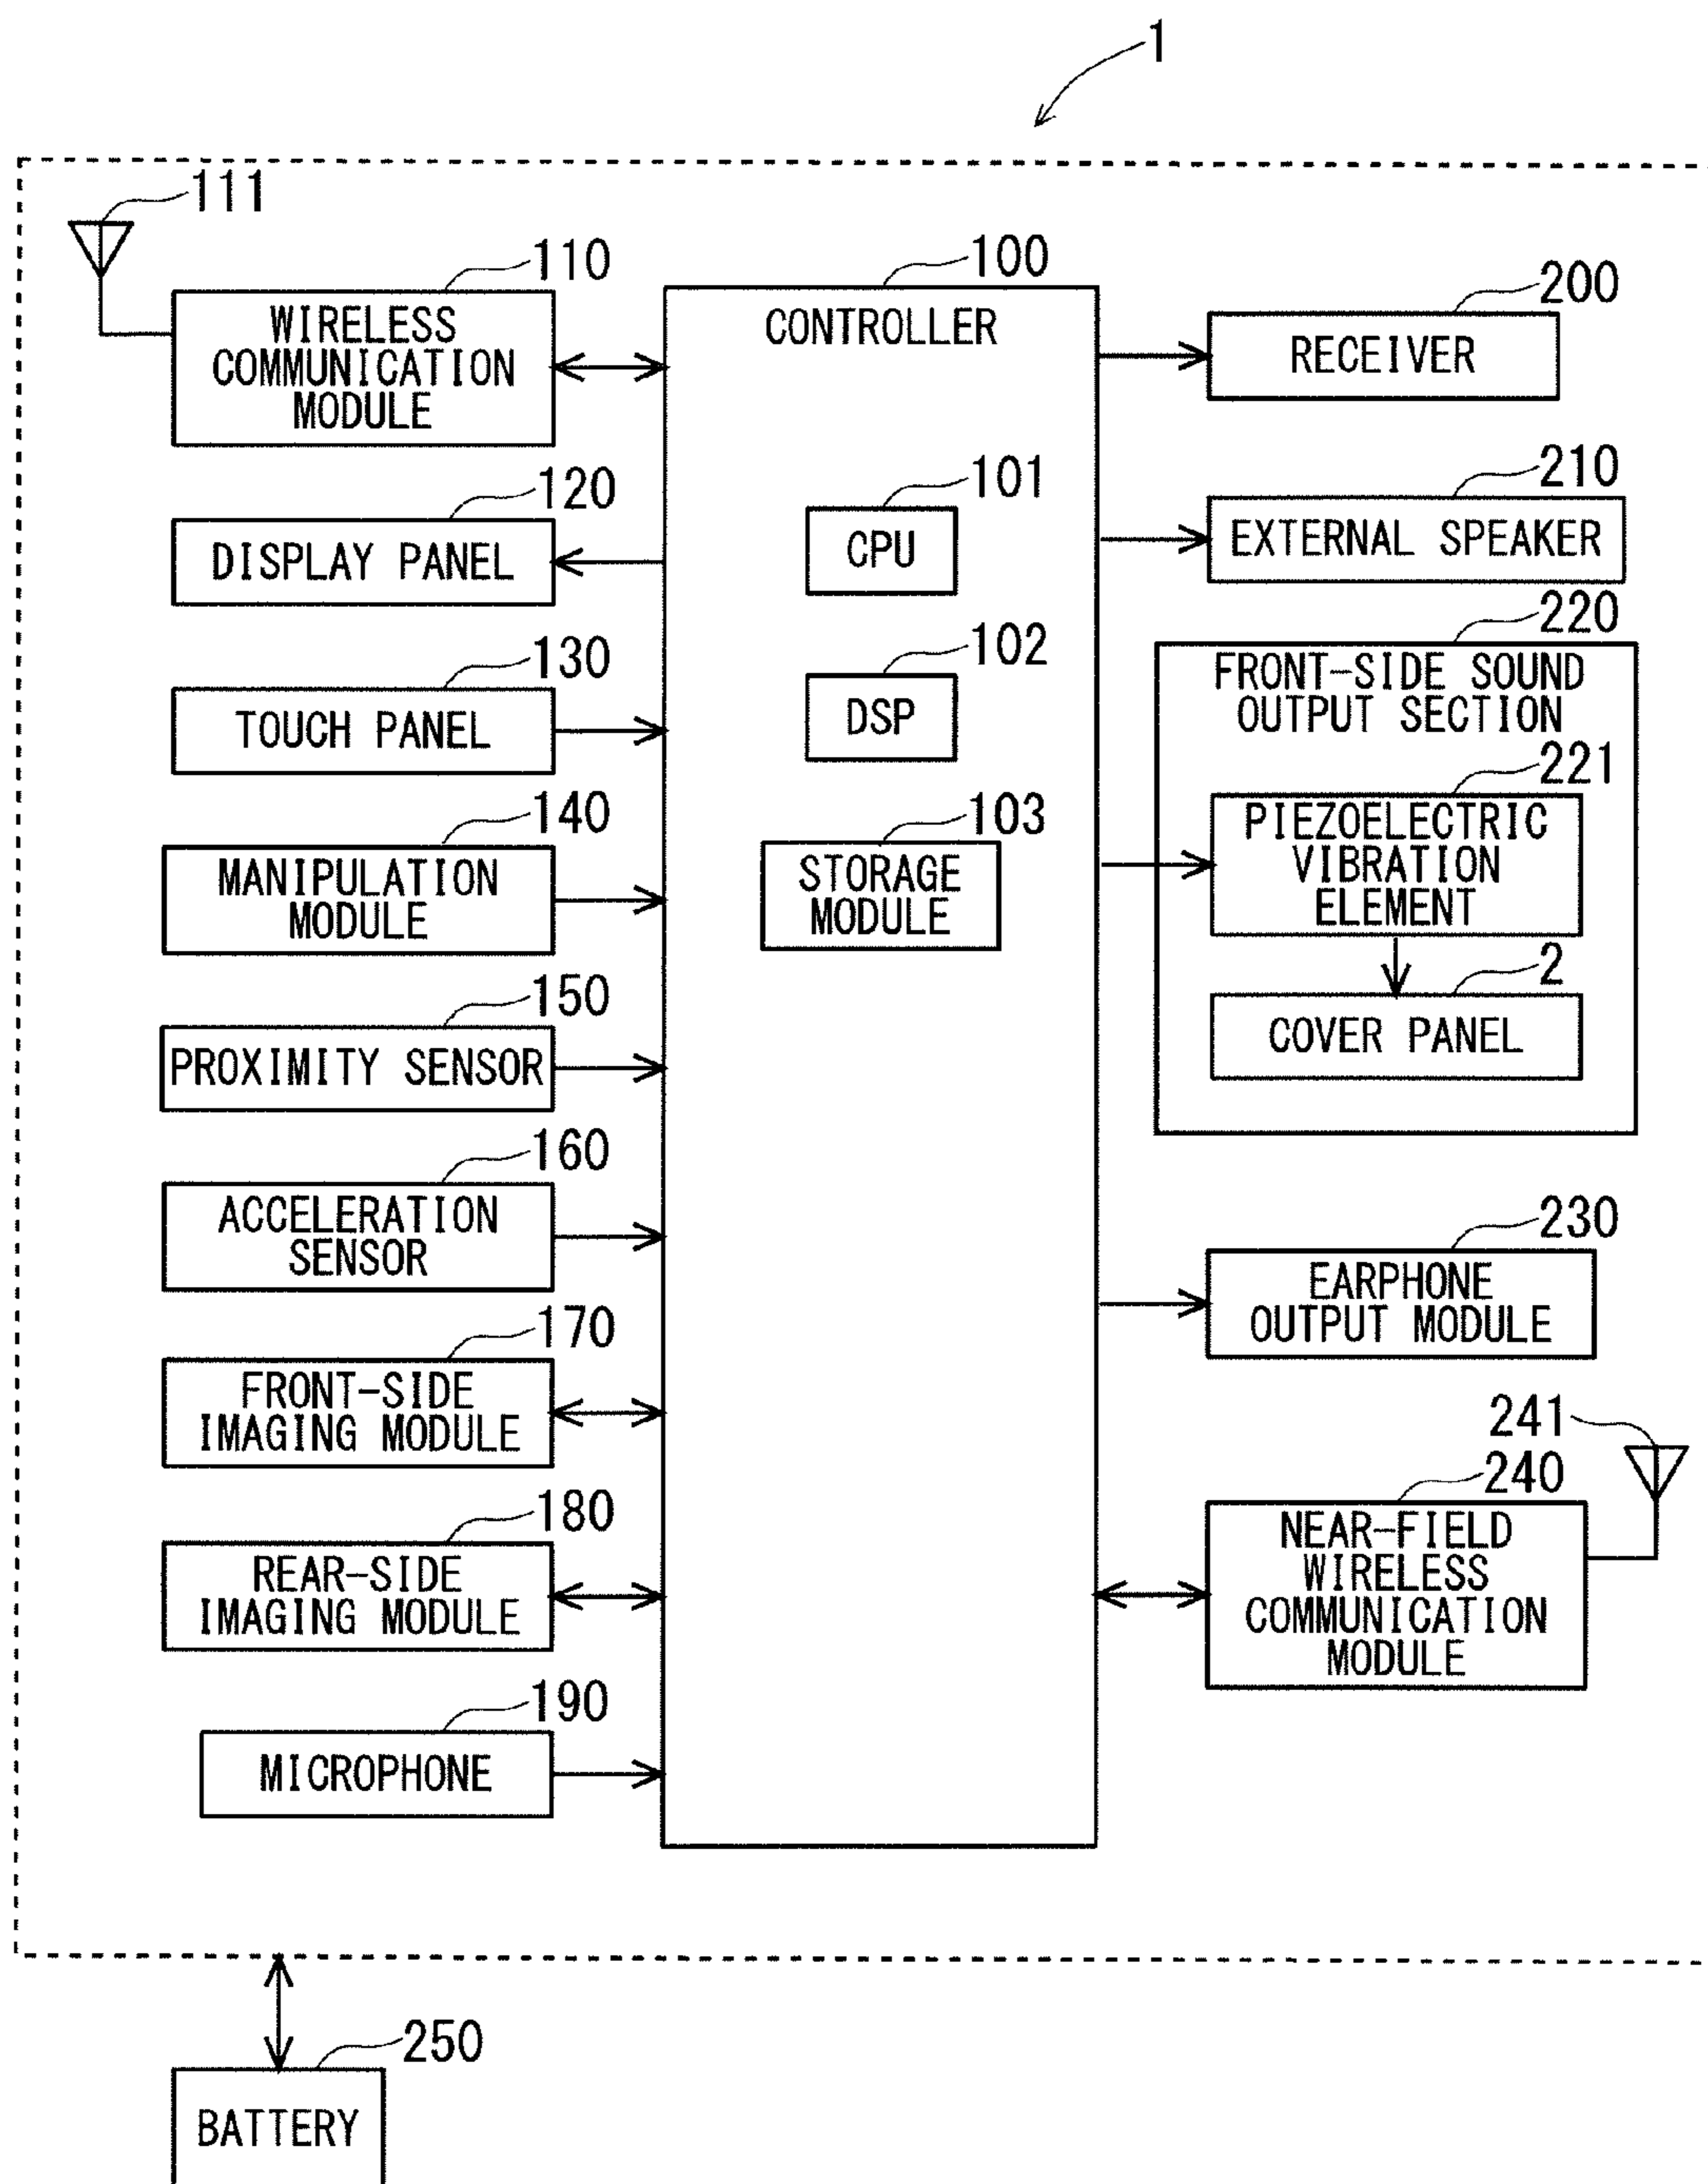 1
111
110
WIRELESS
COMMUNICATION
MODULE
120
DISPLAY PANEL
130
TOUCH PANEL
140
MANIPULATION
MODULE
150
PROXIMITY SENSOR
160
ACCELERATION
SENSOR
170
FRONT-SIDE
IMAGING MODULE
180
REAR-SIDE
IMAGING MODULE
190
MICROPHONE
100
CONTROLLER
101
CPU
102
DSP
103
STORAGE
MODULE
200
RECEIVER
210
EXTERNAL SPEAKER
220
FRONT-SIDE SOUND
OUTPUT SECTION
221
PIEZOELECTRIC
VIBRATION
ELEMENT
2
COVER PANEL
230
EARPHONE
OUTPUT MODULE
241
240
NEAR-FIELD
WIRELESS
COMMUNICATION
MODULE
250
BATTERY